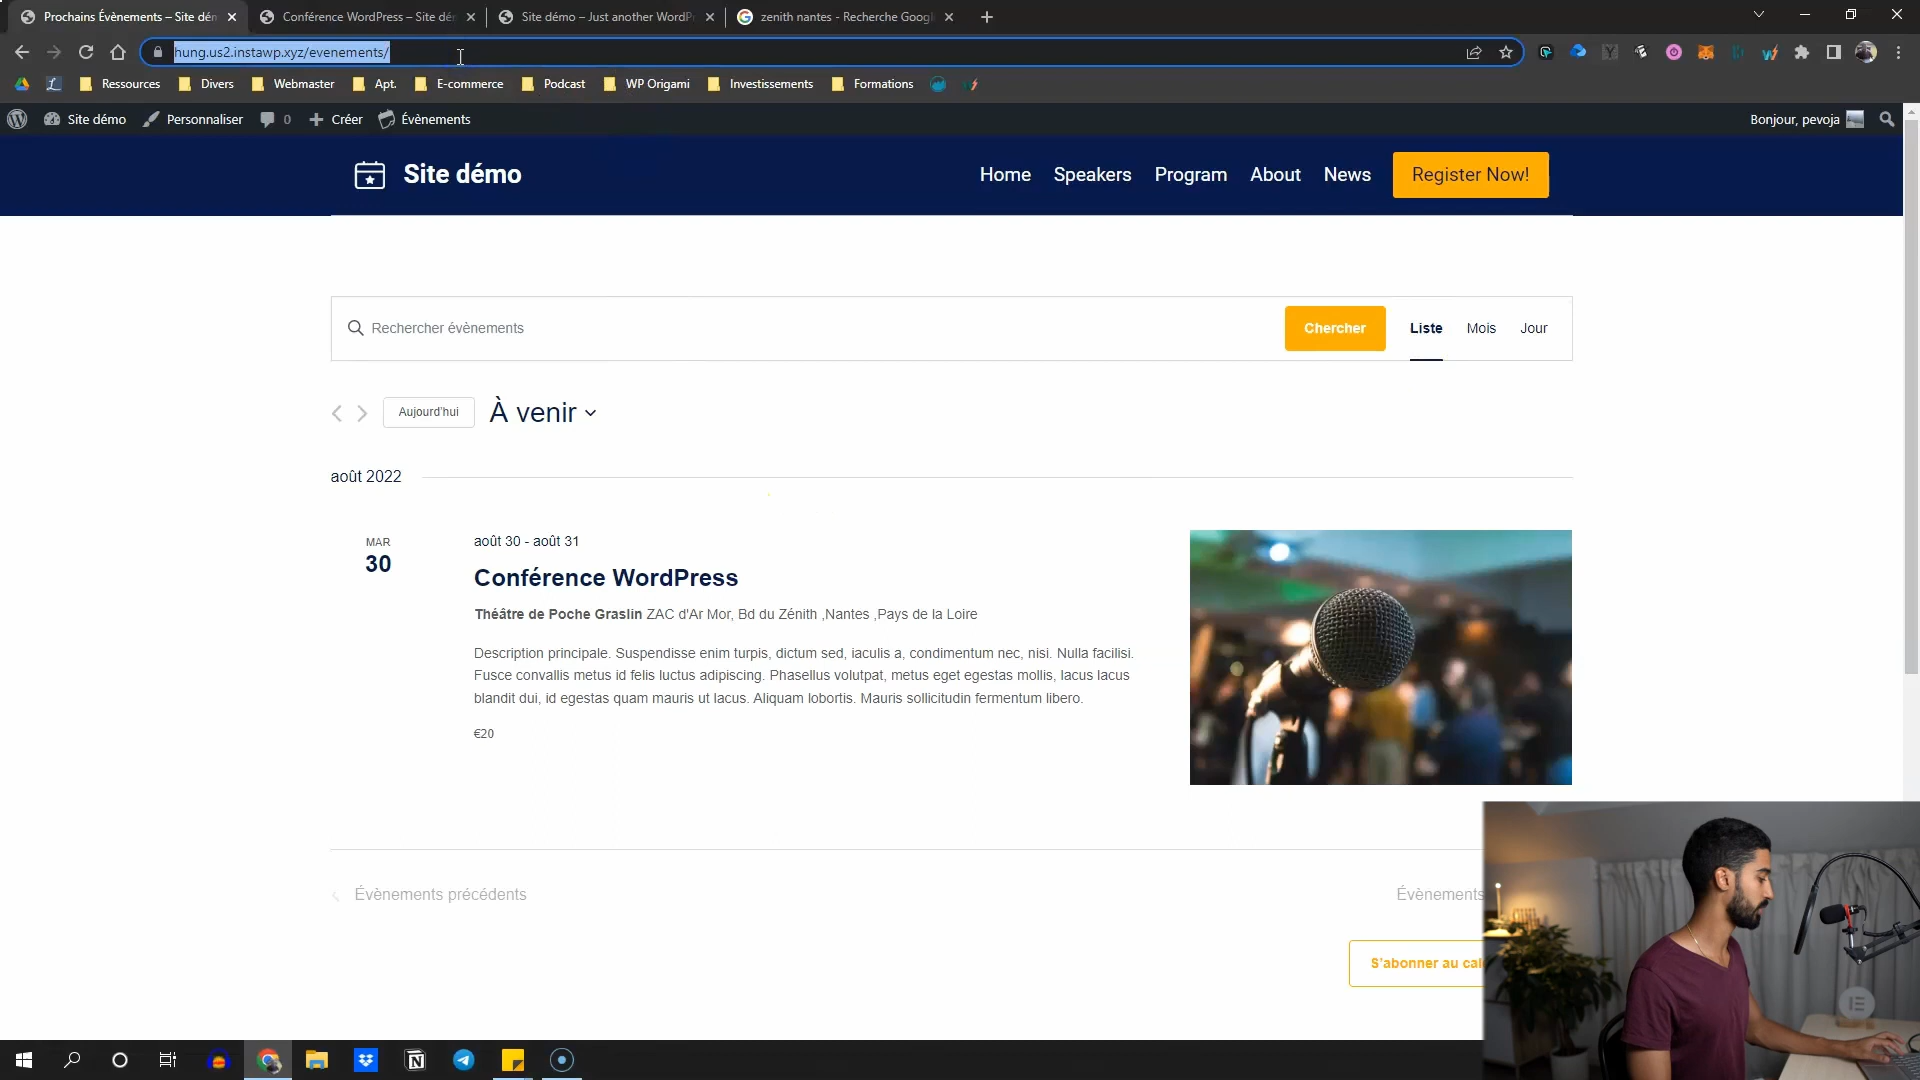 Prochains Évènements – Site dén
Conférence WordPress – Site dém
Site démo – Just another WordPr
zenith nantes - Recherche Google
hung.us2.instawp.xyz/evenements/
Ressources
Divers
Webmaster
Apt.
E-commerce
Podcast
WP Origami
Investissements
Formations
Site démo
Personnaliser
0
Créer
Évènements
Bonjour, pevoja
Site démo
Home
Speakers
Program
About
News
Register Now!
Rechercher évènements
Chercher
Liste
Mois
Jour
Aujourd'hui
À venir
août 2022
MAR
30
août 30 - août 31
Conférence WordPress
Théâtre de Poche Graslin ZAC d'Ar Mor, Bd du Zénith ,Nantes ,Pays de la Loire
Description principale. Suspendisse enim turpis, dictum sed, iaculis a, condimentum nec, nisi. Nulla facilisi.
Fusce convallis metus id felis luctus adipiscing. Phasellus volutpat, metus eget egestas mollis, lacus lacus
blandit dui, id egestas quam mauris ut lacus. Aliquam lobortis. Mauris sollicitudin fermentum libero.
€20
Évènements précédents
Évènements
S'abonner au cal